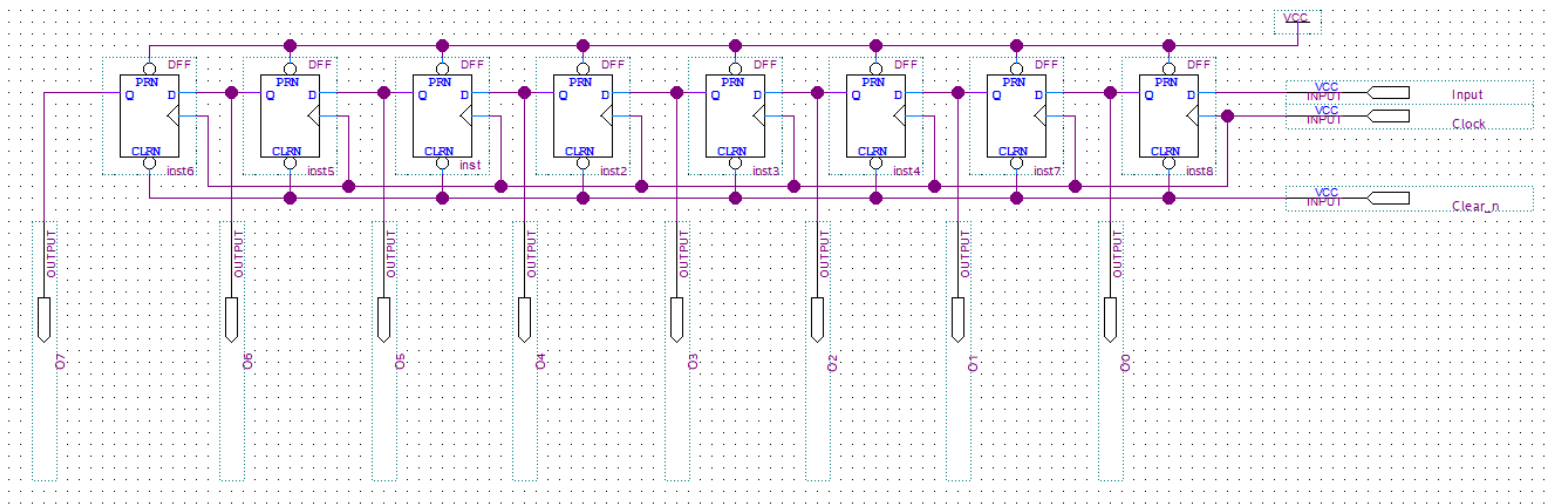 VCC
DFF DFF DFF DFF DFF DFF DFF DFF
PRN PRN PRN PRN PRN PRN PRN PRN
Q D Q D Q D Q D Q D Q D Q D Q D
VCC
INPUT
Input
VCC
INPUT
Clock
CLRN CLRN CLRN CLRN CLRN CLRN CLRN CLRN
inst6 inst5 inst inst2 inst3 inst4 inst7 inst8
VCC
INPUT
Clear_n
OUTPUT OUTPUT OUTPUT OUTPUT OUTPUT OUTPUT OUTPUT OUTPUT
O7 O6 O5 O4 O3 O2 O1 O0